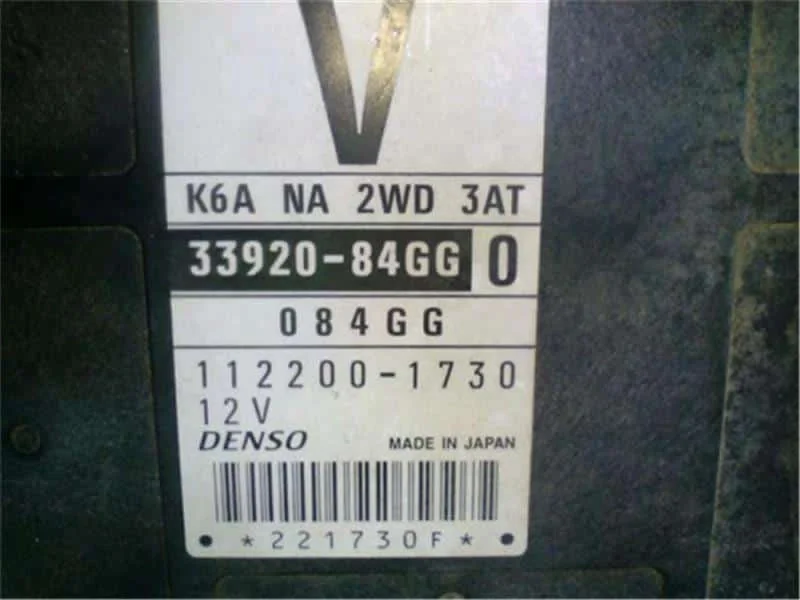 V
K6A NA 2WD 3AT
33920-84GG 0
084GG
112200-1730
12V
DENSO MADE IN JAPAN
*221730F*